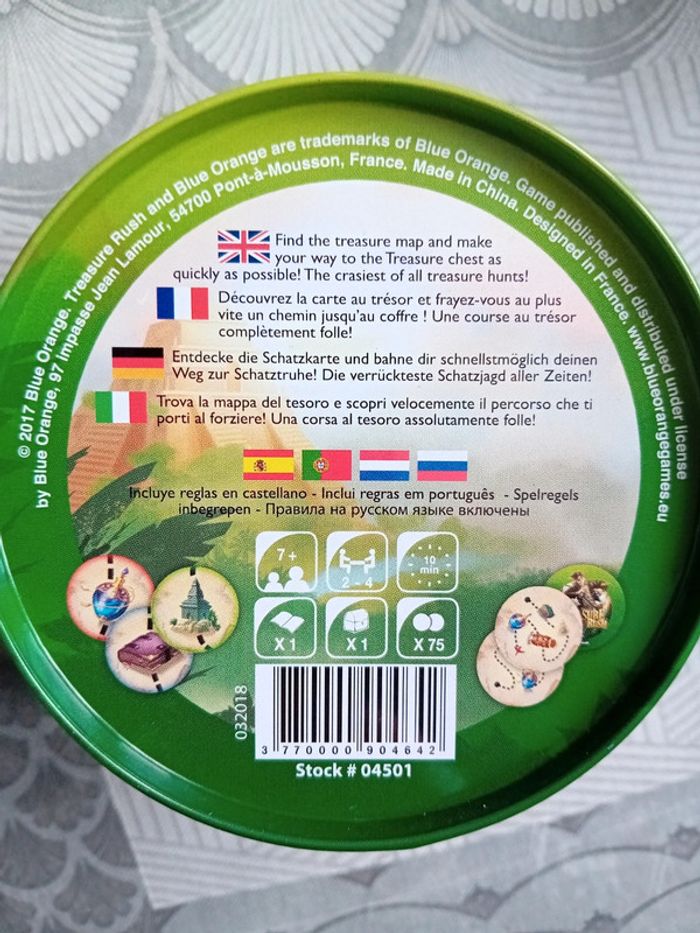 © 2017 Blue Orange. Treasure Rush and Blue Orange are trademarks of Blue Orange. Game published and distributed under license
by Blue Orange, 97 Impasse Jean Lamour, 54700 Pont-à-Mousson, France. Made in China. Designed in France. www.blueorangegames.eu
Find the treasure map and make
your way to the Treasure chest as
quickly as possible! The crasiest of all treasure hunts!
Découvrez la carte au trésor et frayez-vous au plus
vite un chemin jusqu'au coffre ! Une course au trésor
complètement folle!
Entdecke die Schatzkarte und bahne dir schnellstmöglich deinen
Weg zur Schatztruhe! Die verrückteste Schatzjagd aller Zeiten!
Trova la mappa del tesoro e scopri velocemente il percorso che ti
porti al forziere! Una corsa al tesoro assolutamente folle!
Incluye reglas en castellano - Inclui regras em português - Spelregels
inbegrepen - Правила на русском языке включены
7+
2 - 4
10
min
X 1
X 1
X 75
032018
3 770000 904642
Stock # 04501